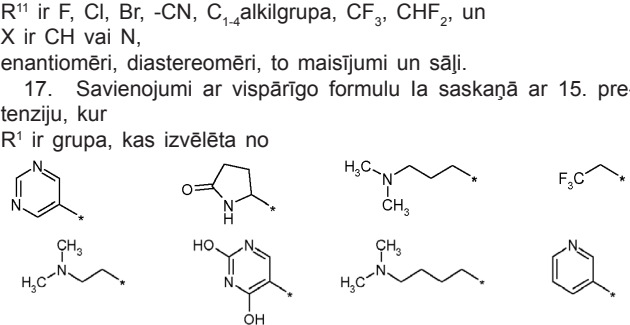 R¹¹ ir F, Cl, Br, -CN, C₁₋₄alkilgrupa, CF₃, CHF₂, un
X ir CH vai N,
enantiomēri, diastereomēri, to maisījumi un sāļi.
17. Savienojumi ar vispārīgo formulu Ia saskaņā ar 15. pre-
tenziju, kur
R¹ ir grupa, kas izvēlēta no
N N *
O N H *
H₃C N CH₃ *
F₃C *
CH₃ N H₃C *
HO N N OH *
CH₃ N H₃C *
N *